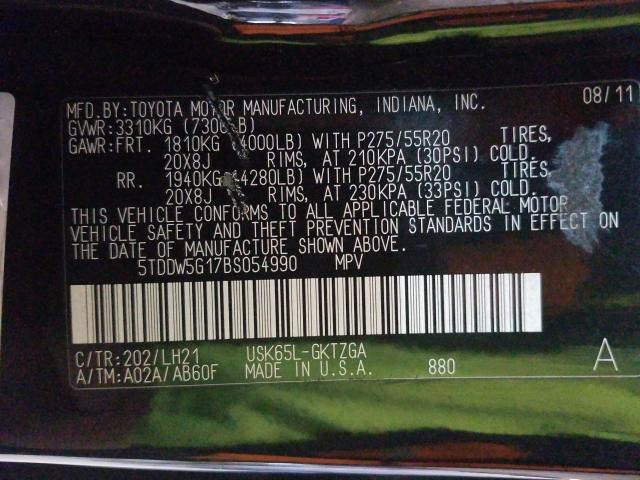 MFD.BY:TOYOTA MOTOR MANUFACTURING, INDIANA, INC. 08/11
GVWR:3310KG (7300LB)
GAWR:FRT. 1810KG (4000LB) WITH P275/55R20 TIRES,
20X8J RIMS, AT 210KPA (30PSI) COLD.
RR. 1940KG (4280LB) WITH P275/55R20 TIRES,
20X8J RIMS, AT 230KPA (33PSI) COLD.
THIS VEHICLE CONFORMS TO ALL APPLICABLE FEDERAL MOTOR
VEHICLE SAFETY AND THEFT PREVENTION STANDARDS IN EFFECT ON
THE DATE OF MANUFACTURE SHOWN ABOVE.
5TDDW5G17BS054990 MPV
C/TR:202/LH21 USK65L-GKTZGA
A/TM:A02A/AB60F MADE IN U.S.A. 880 A